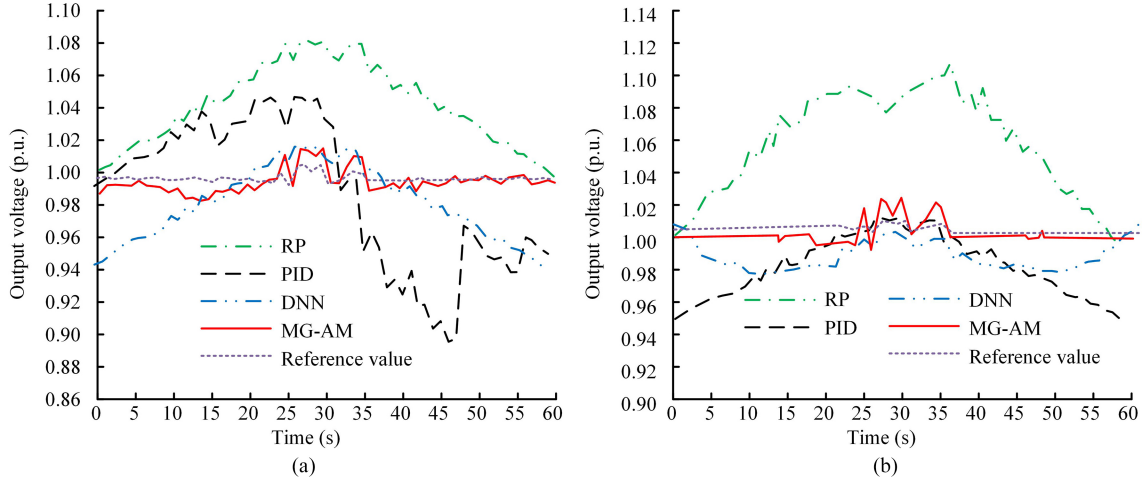 Output voltage (p.u.)
1.10
1.08
1.06
1.04
1.02
1.00
0.98
0.96
0.94
0.92
0.90
0.88
0.86
RP
PID
DNN
MG-AM
Reference value
0 5 10 15 20 25 30 35 40 45 50 55 60
Time (s)
(a)
Output voltage (p.u.)
1.14
1.12
1.10
1.08
1.06
1.04
1.02
1.00
0.98
0.96
0.94
0.92
0.90
RP
PID
DNN
MG-AM
Reference value
0 5 10 15 20 25 30 35 40 45 50 55 60
Time (s)
(b)